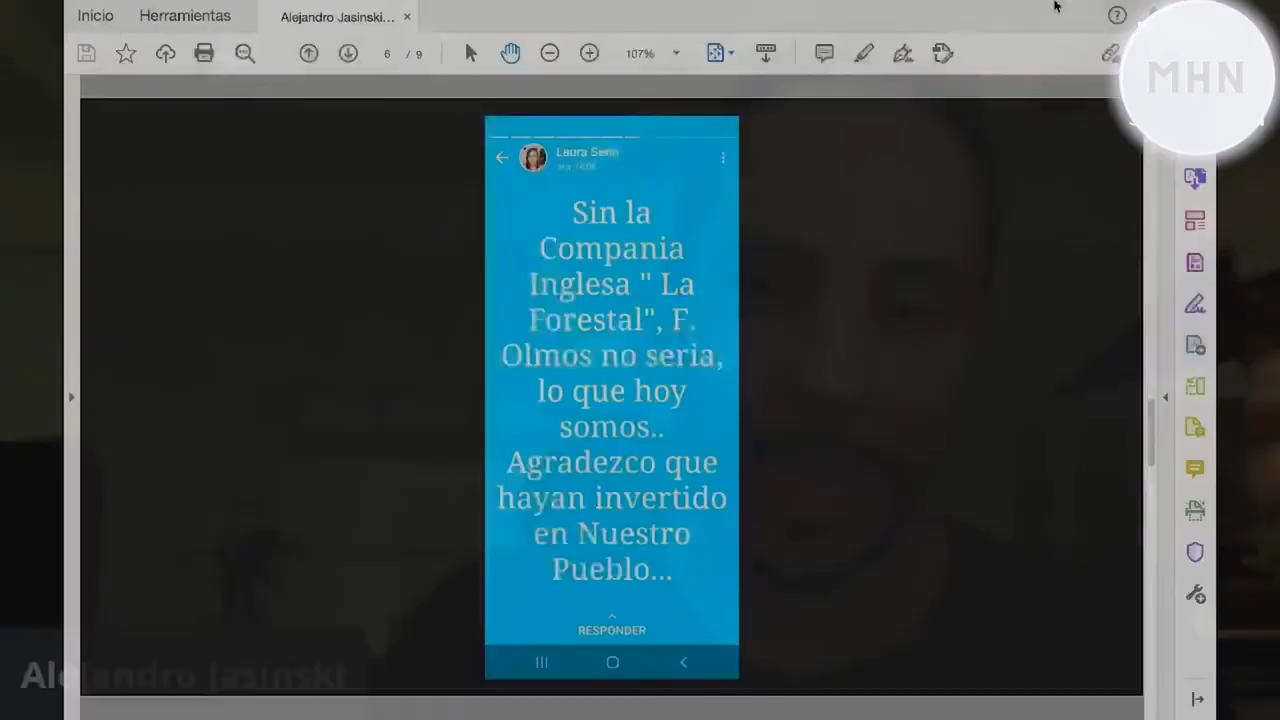 Inicio
Herramientas
Alejandro Jasinski... ×
6 / 9
107%
MHN
Laura Senn
Sin la
Compania
Inglesa " La
Forestal", F.
Olmos no seria,
lo que hoy
somos..
Agradezco que
hayan invertido
en Nuestro
Pueblo...
RESPONDER
Alejandro Jasinski